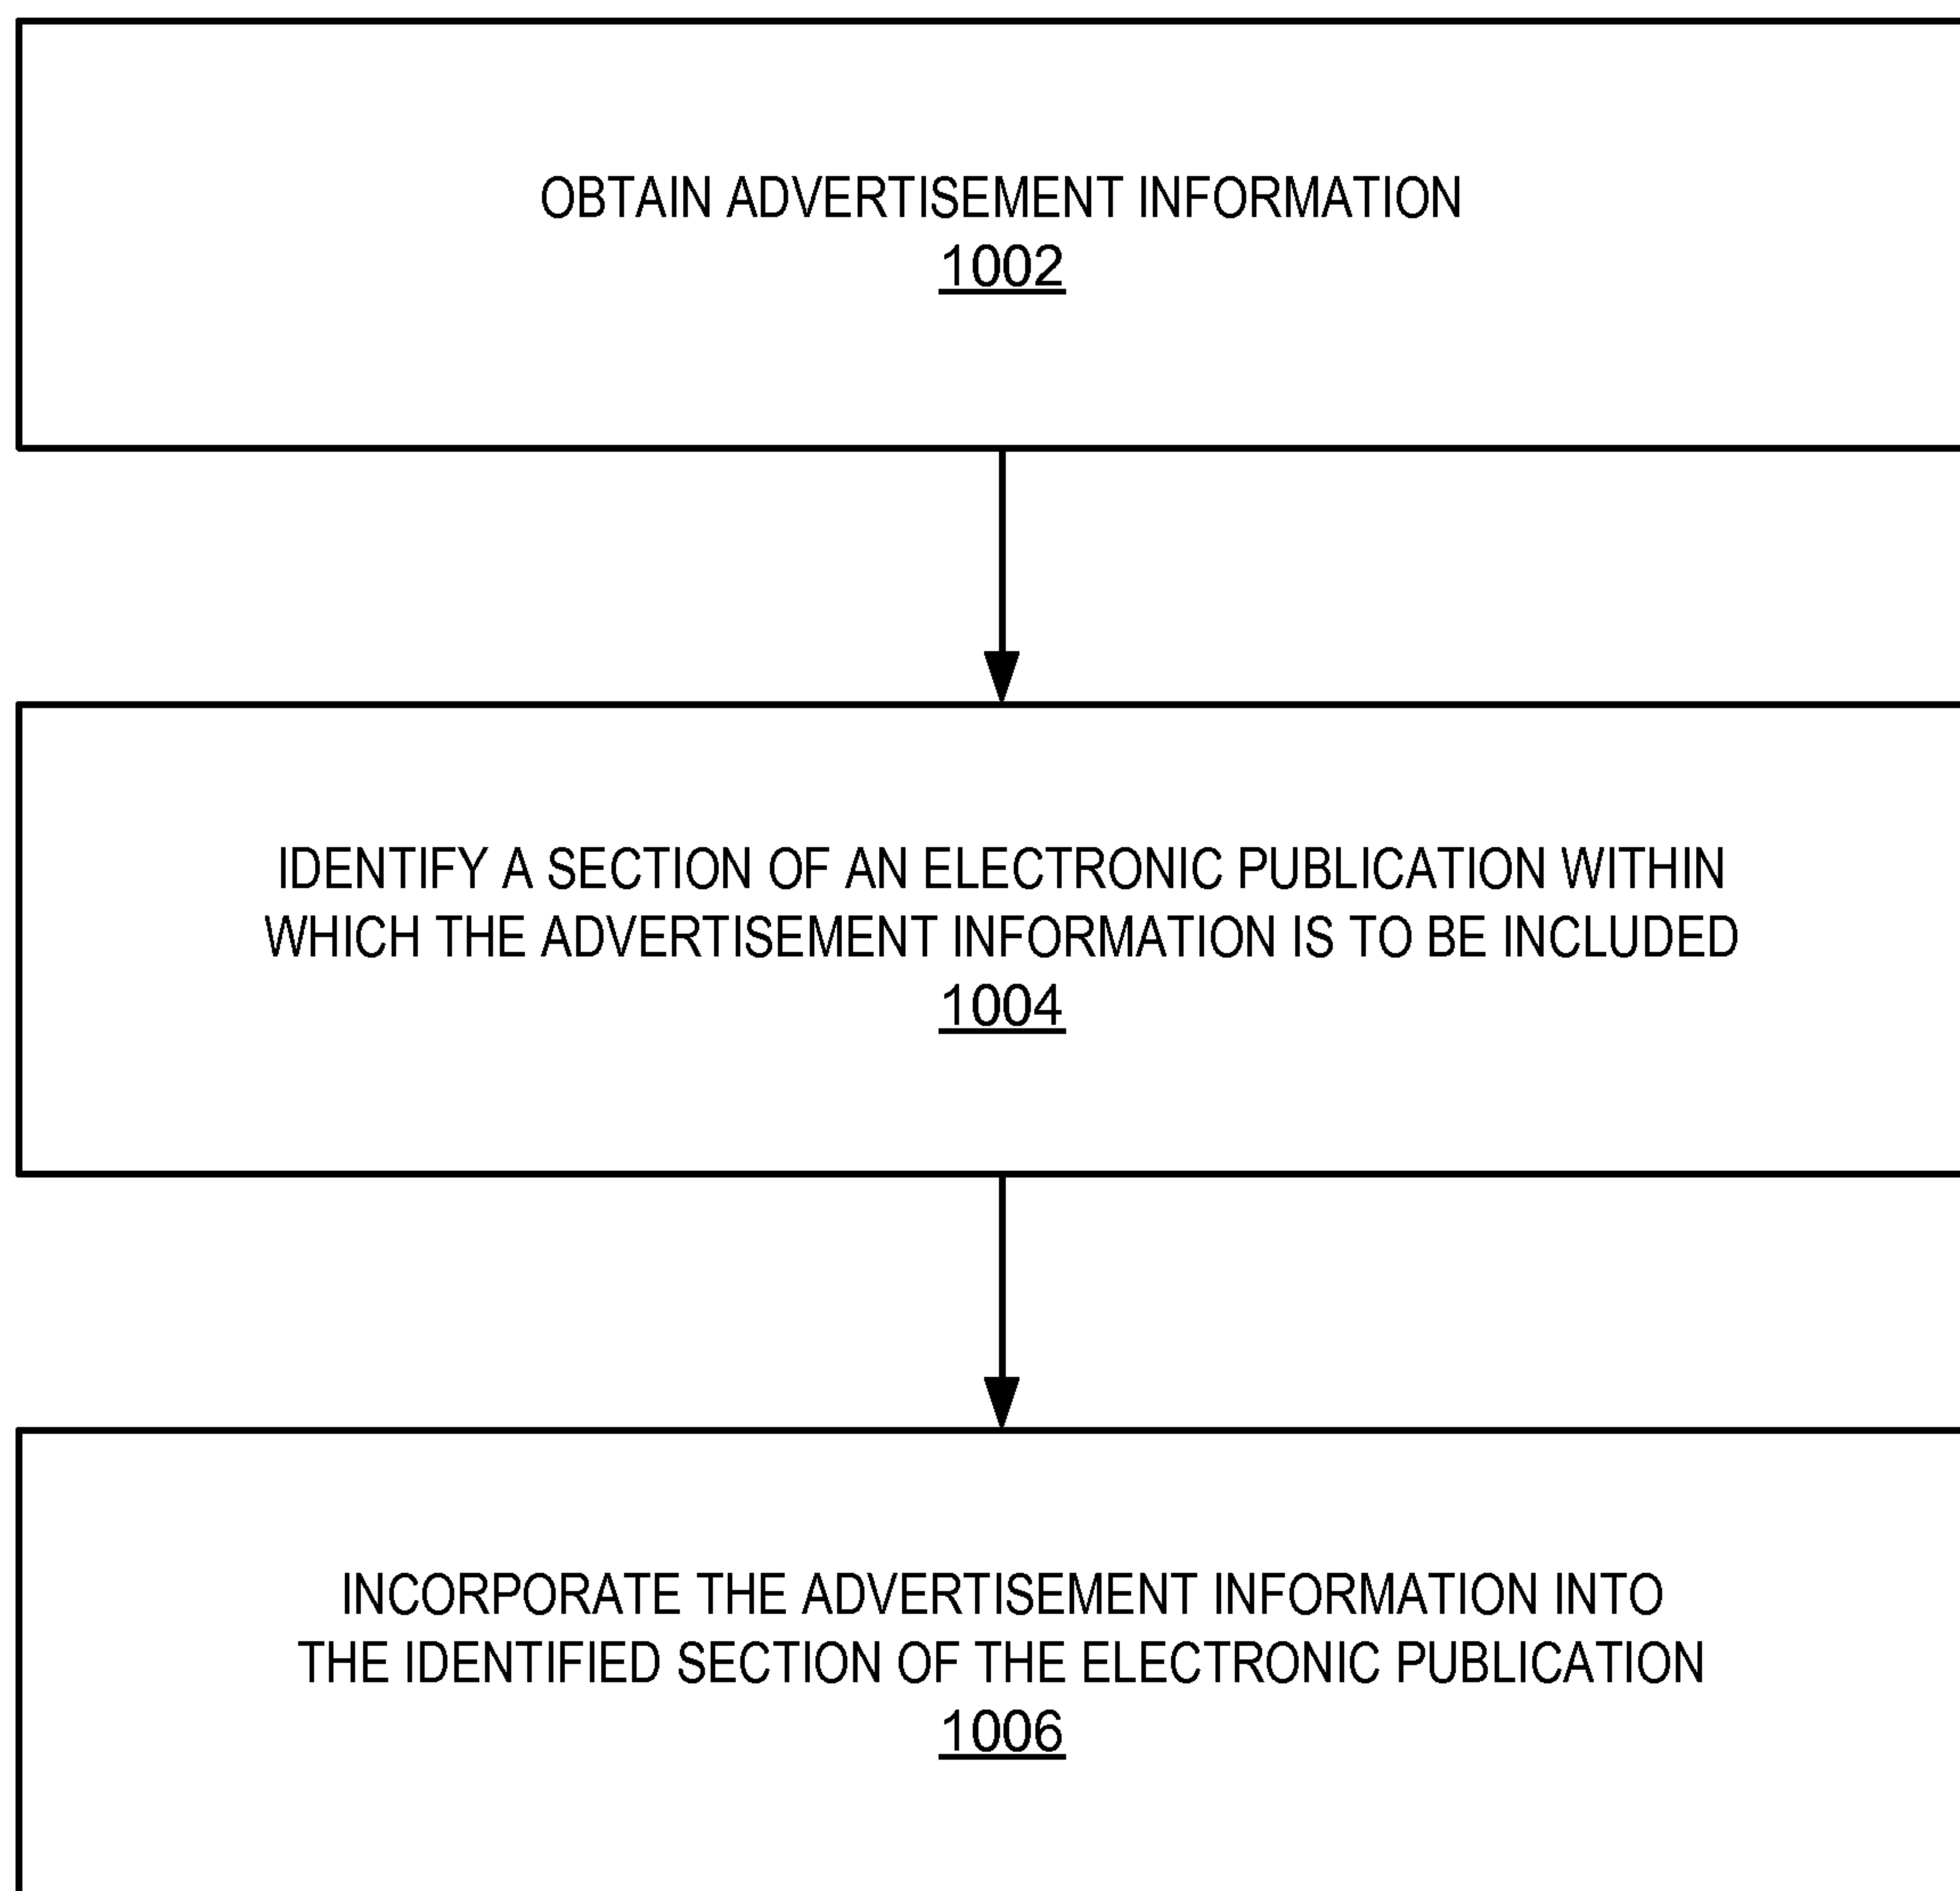 OBTAIN ADVERTISEMENT INFORMATION
1002
IDENTIFY A SECTION OF AN ELECTRONIC PUBLICATION WITHIN
WHICH THE ADVERTISEMENT INFORMATION IS TO BE INCLUDED
1004
INCORPORATE THE ADVERTISEMENT INFORMATION INTO
THE IDENTIFIED SECTION OF THE ELECTRONIC PUBLICATION
1006